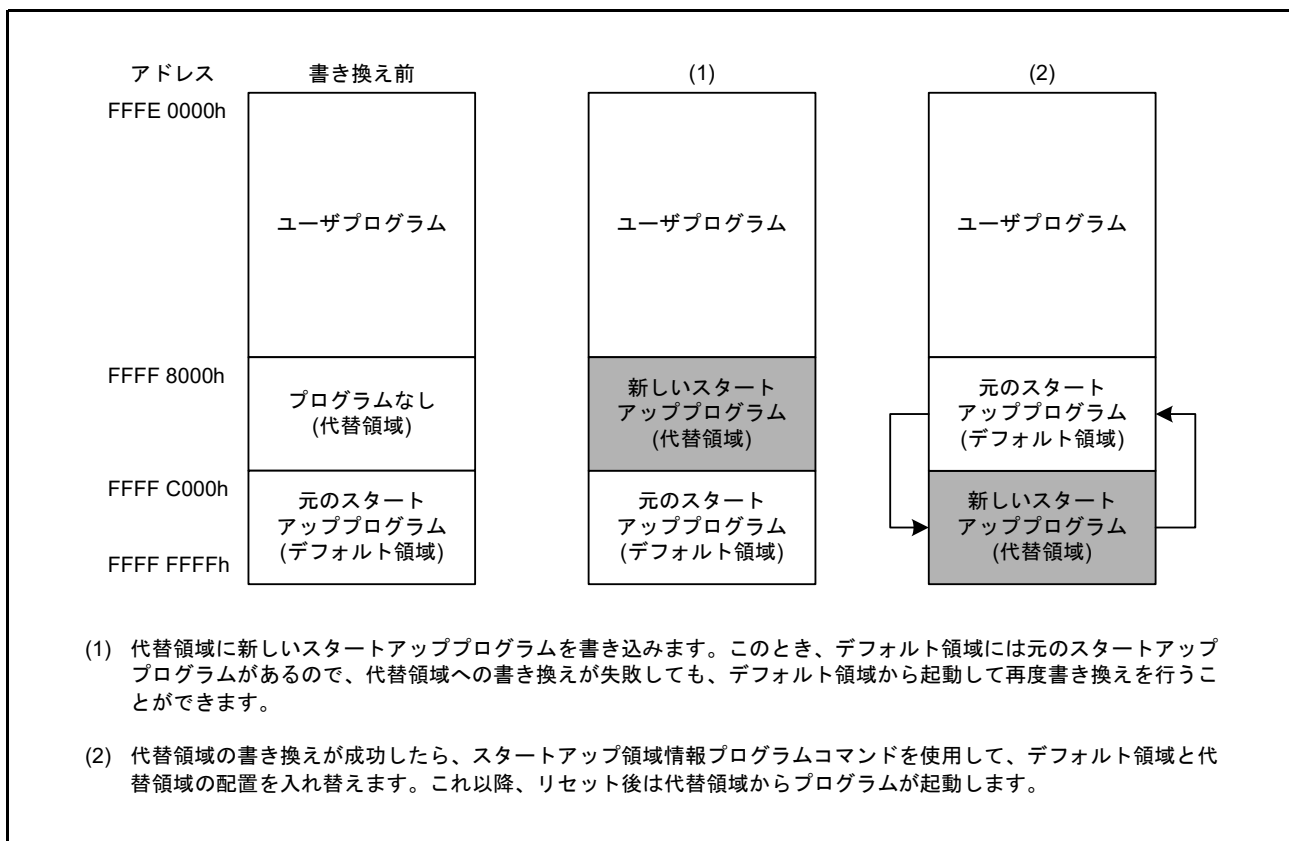 アドレス 書き換え前 (1) (2)
FFFE 0000h
ユーザプログラム ユーザプログラム ユーザプログラム
FFFF 8000h
プログラムなし
(代替領域)
新しいスタート
アッププログラム
(代替領域)
元のスタート
アッププログラム
(デフォルト領域)
FFFF C000h
元のスタート
アッププログラム
(デフォルト領域)
元のスタート
アッププログラム
(デフォルト領域)
新しいスタート
アッププログラム
(代替領域)
FFFF FFFFh
(1) 代替領域に新しいスタートアッププログラムを書き込みます。このとき、デフォルト領域には元のスタートアップ
プログラムがあるので、代替領域への書き換えが失敗しても、デフォルト領域から起動して再度書き換えを行うこ
とができます。
(2) 代替領域の書き換えが成功したら、スタートアップ領域情報プログラムコマンドを使用して、デフォルト領域と代
替領域の配置を入れ替えます。これ以降、リセット後は代替領域からプログラムが起動します。